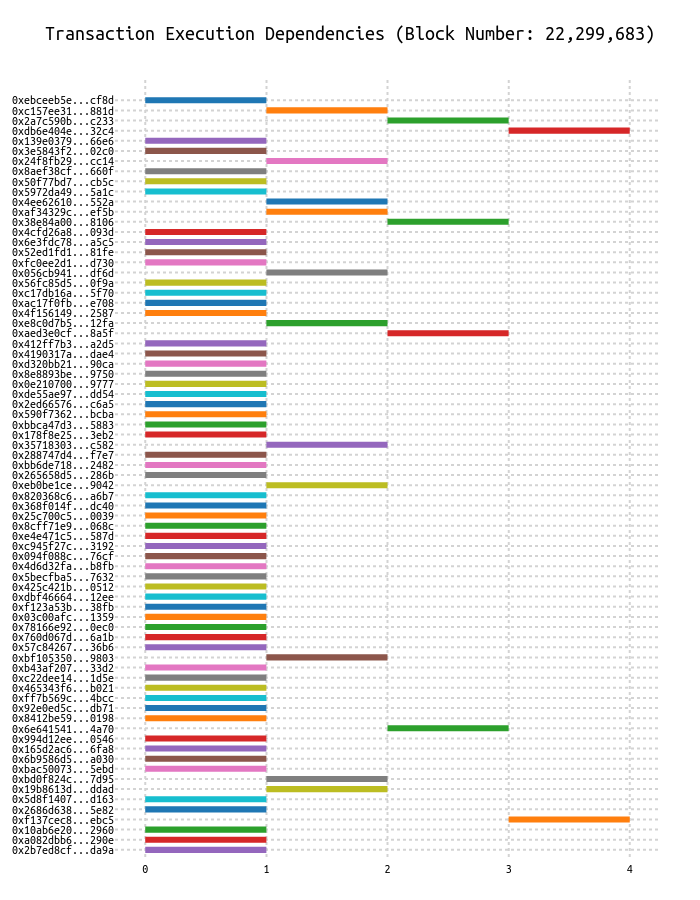 Transaction Execution Dependencies (Block Number: 22,299,683)
0xebceeb5e...cf8d
0xc157ee31...881d
0x2a7c590b...c233
0xdb6e404e...32c4
0x139e0379...66e6
0x3e5843f2...02c0
0x24f8fb29...cc14
0x8aef38cf...660f
0x50f77bd7...cb5c
0x5972da49...5a1c
0x4ee62610...552a
0xaf34329c...ef5b
0x38e84a00...8106
0x4cfd26a8...093d
0x6e3fdc78...a5c5
0x52ed1fd1...81fe
0xfc0ee2d1...d730
0x056cb941...df6d
0x56fc85d5...0f9a
0xc17db16a...5f70
0xac17f0fb...e708
0x4f156149...2587
0xe8c0d7b5...12fa
0xaed3e0cf...8a5f
0x412ff7b3...a2d5
0x4190317a...dae4
0xd320bb21...90ca
0x8e8893be...9750
0x0e210700...9777
0xde55ae97...dd54
0x2ed66576...c6a5
0x590f7362...bcba
0xbbca47d3...5883
0x178f8e25...3eb2
0x35718303...c582
0x288747d4...f7e7
0xbb6de718...2482
0x265658d5...286b
0xeb0be1ce...9042
0x820368c6...a6b7
0x368f014f...dc40
0x25c700c5...0039
0x8cff71e9...068c
0xe4e471c5...587d
0xc945f27c...3192
0x094f088c...76cf
0x4d6d32fa...b8fb
0x5becfba5...7632
0x425c421b...0512
0xdbf46664...12ee
0xf123a53b...38fb
0x03c00afc...1359
0x78166e92...0ec0
0x760d067d...6a1b
0x57c84267...36b6
0xbf105350...9803
0xb43af207...33d2
0xc22dee14...1d5e
0x465343f6...b021
0xff7b569c...4bcc
0x92e0ed5c...db71
0x8412be59...0198
0x6e641541...4a70
0x994d12ee...0546
0x165d2ac6...6fa8
0x6b9586d5...a030
0xbac50073...5ebd
0xbd0f824c...7d95
0x19b8613d...ddad
0x5d8f1407...d163
0x2686d638...5e82
0xf137cec8...ebc5
0x10ab6e20...2960
0xa082dbb6...290e
0x2b7ed8cf...da9a
0 1 2 3 4